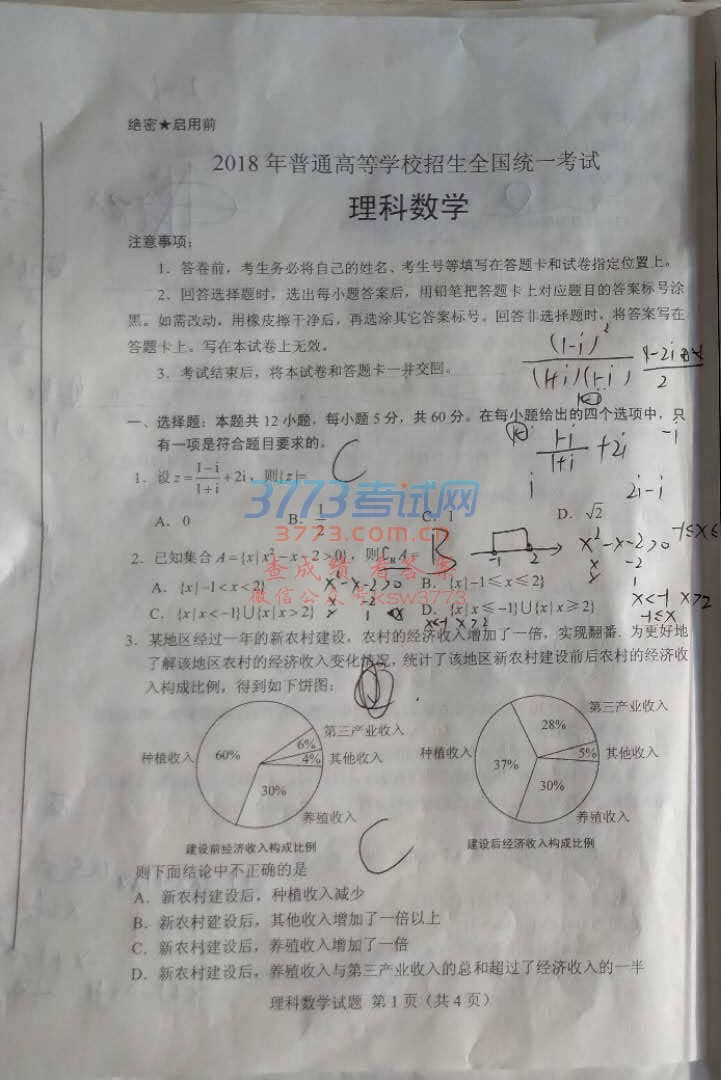 绝密★启用前
2018年普通高等学校招生全国统一考试
理科数学
注意事项：
1．答卷前，考生务必将自己的姓名、考生号等填写在答题卡和试卷指定位置上。
2．回答选择题时，选出每小题答案后，用铅笔把答题卡上对应题目的答案标号涂
黑。如需改动，用橡皮擦干净后，再选涂其它答案标号。回答非选择题时，将答案写在
答题卡上。写在本试卷上无效。
3．考试结束后，将本试卷和答题卡一并交回。
(1-i)²
(1+i)(1-i)
2
一、选择题：本题共12小题，每小题5分，共60分。在每小题给出的四个选项中，只
有一项是符合题目要求的。
-1
1-i
1+i
+2i
C
1．设z=(1-i)/(1+i)+2i，则|z|=
i
2i-i
3773考试网
A．0 B．1/2 C．1 D．√2
www.3773.com.cn
2．已知集合A={x|x²-x-2>0}，则∁RA=
B
-1 2
x²-x-2>0
查成绩 看各答案
微信公众号ksw3773
A．{x|-1<x<2} B．{x|-1≤x≤2}
x²-x-2>0
x -2
x 1
C．{x|x<-1}∪{x|x>2} D．{x|x≤-1}∪{x|x≥2}
x<-1 x>2
-1≤x
x<-1 x>2
3．某地区经过一年的新农村建设，农村的经济收入增加了一倍，实现翻番．为更好地
了解该地区农村的经济收入变化情况，统计了该地区新农村建设前后农村的经济收
入构成比例，得到如下饼图：
第三产业收入
6%
种植收入
60%
4%
其他收入
30%
养殖收入
建设前经济收入构成比例
第三产业收入
28%
种植收入
37%
5%
其他收入
30%
养殖收入
建设后经济收入构成比例
C
则下面结论中不正确的是
A．新农村建设后，种植收入减少
B．新农村建设后，其他收入增加了一倍以上
C．新农村建设后，养殖收入增加了一倍
D．新农村建设后，养殖收入与第三产业收入的总和超过了经济收入的一半
理科数学试题 第1页（共4页）